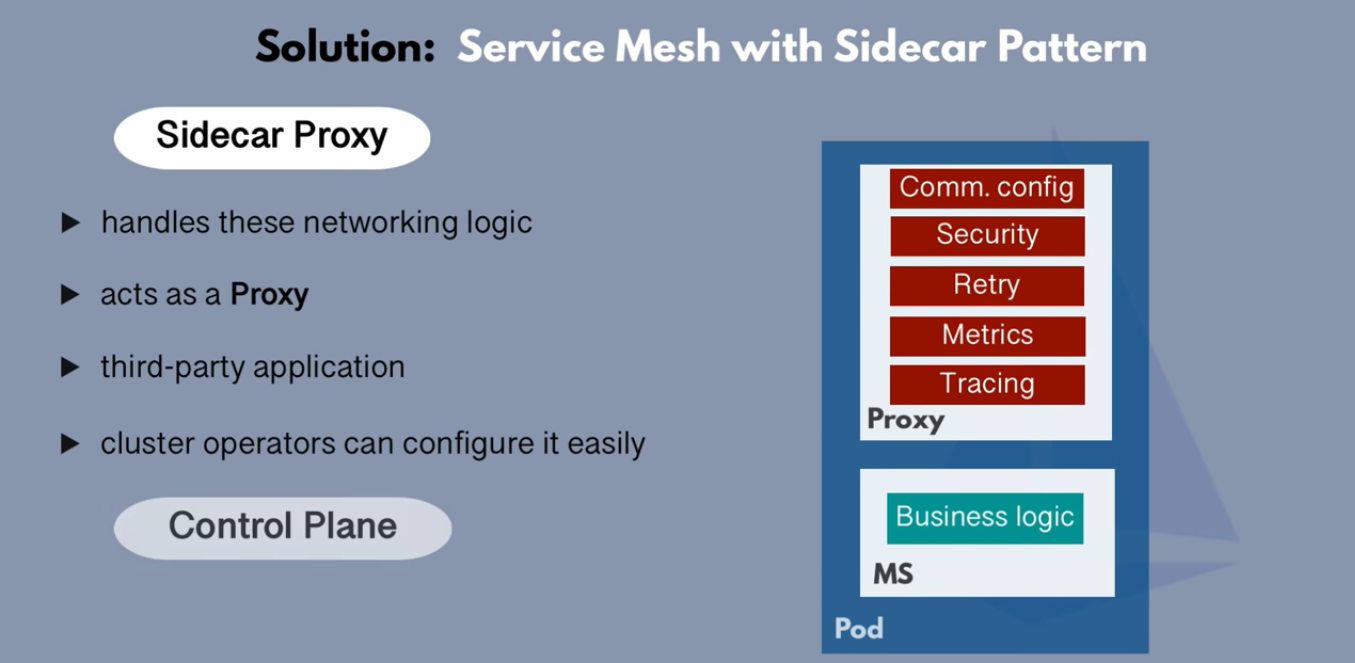 Solution: Service Mesh with Sidecar Pattern
Sidecar Proxy
handles these networking logic
acts as a Proxy
third-party application
cluster operators can configure it easily
Control Plane
Comm. config
Security
Retry
Metrics
Tracing
Proxy
Business logic
MS
Pod